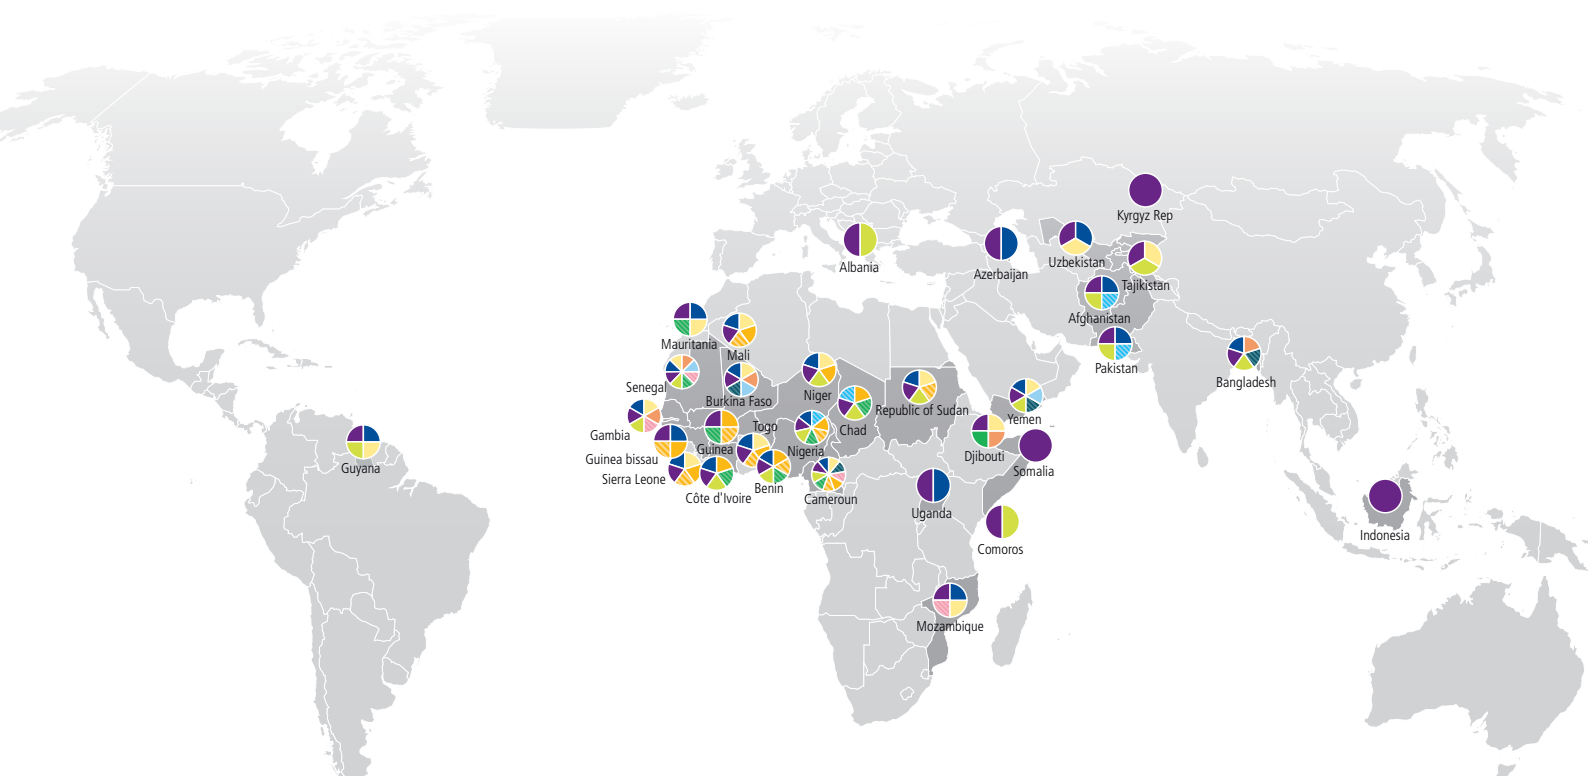 Kyrgyz Rep
Albania
Azerbaijan
Uzbekistan
Tajikistan
Afghanistan
Mauritania
Mali
Pakistan
Senegal
Burkina Faso
Niger
Bangladesh
Republic of Sudan
Yemen
Gambia
Togo
Chad
Guinea
Nigeria
Djibouti
Guyana
Guinea bissau
Somalia
Sierra Leone
Côte d'Ivoire
Benin
Cameroun
Uganda
Indonesia
Comoros
Mozambique